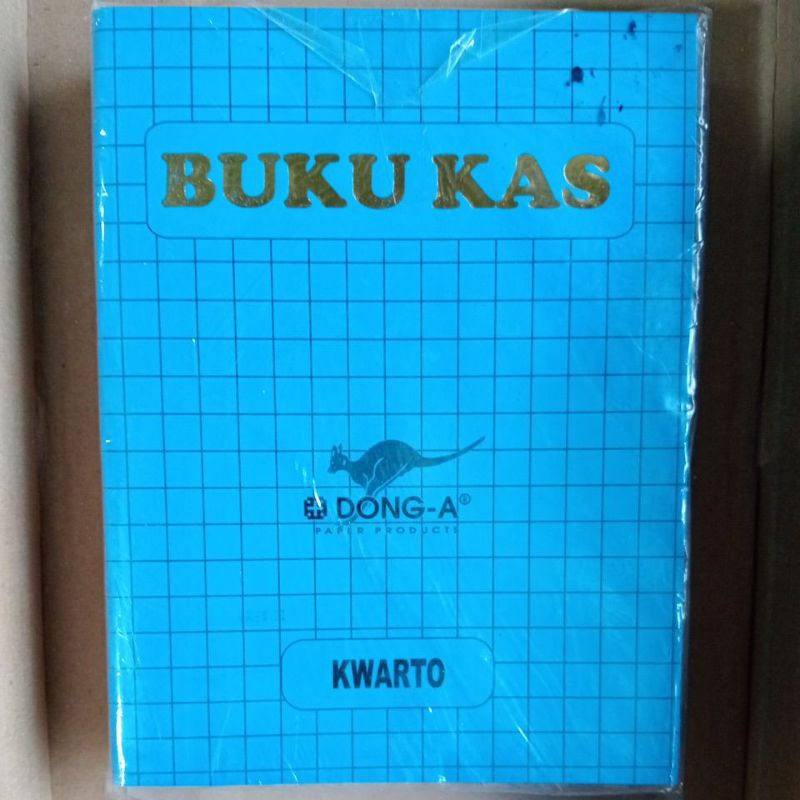 BUKU KAS
DONG-A®
PAPER PRODUCTS
KWARTO